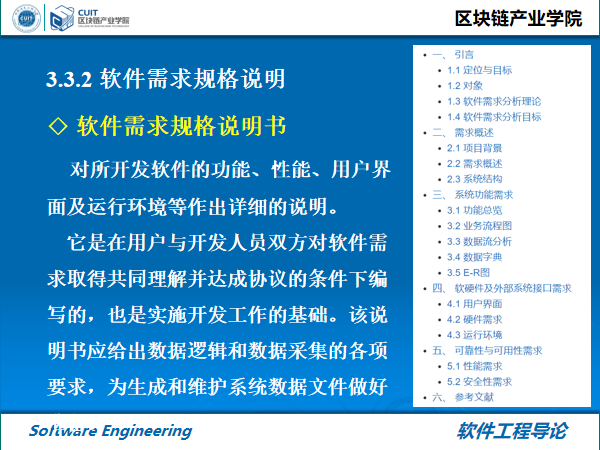 CUIT
区块链产业学院
区块链产业学院
3.3.2 软件需求规格说明
◇ 软件需求规格说明书
对所开发软件的功能、性能、用户界
面及运行环境等作出详细的说明。
它是在用户与开发人员双方对软件需
求取得共同理解并达成协议的条件下编
写的，也是实施开发工作的基础。该说
明书应给出数据逻辑和数据采集的各项
要求，为生成和维护系统数据文件做好
• 一、 引言
• 1.1 定位与目标
• 1.2 对象
• 1.3 软件需求分析理论
• 1.4 软件需求分析目标
• 二、 需求概述
• 2.1 项目背景
• 2.2 需求概述
• 2.3 系统结构
• 三、 系统功能需求
• 3.1 功能总览
• 3.2 业务流程图
• 3.3 数据流分析
• 3.4 数据字典
• 3.5 E-R图
• 四、 软硬件及外部系统接口需求
• 4.1 用户界面
• 4.2 硬件需求
• 4.3 运行环境
• 五、 可靠性与可用性需求
• 5.1 性能需求
• 5.2 安全性需求
• 六、 参考文献
Software Engineering
软件工程导论